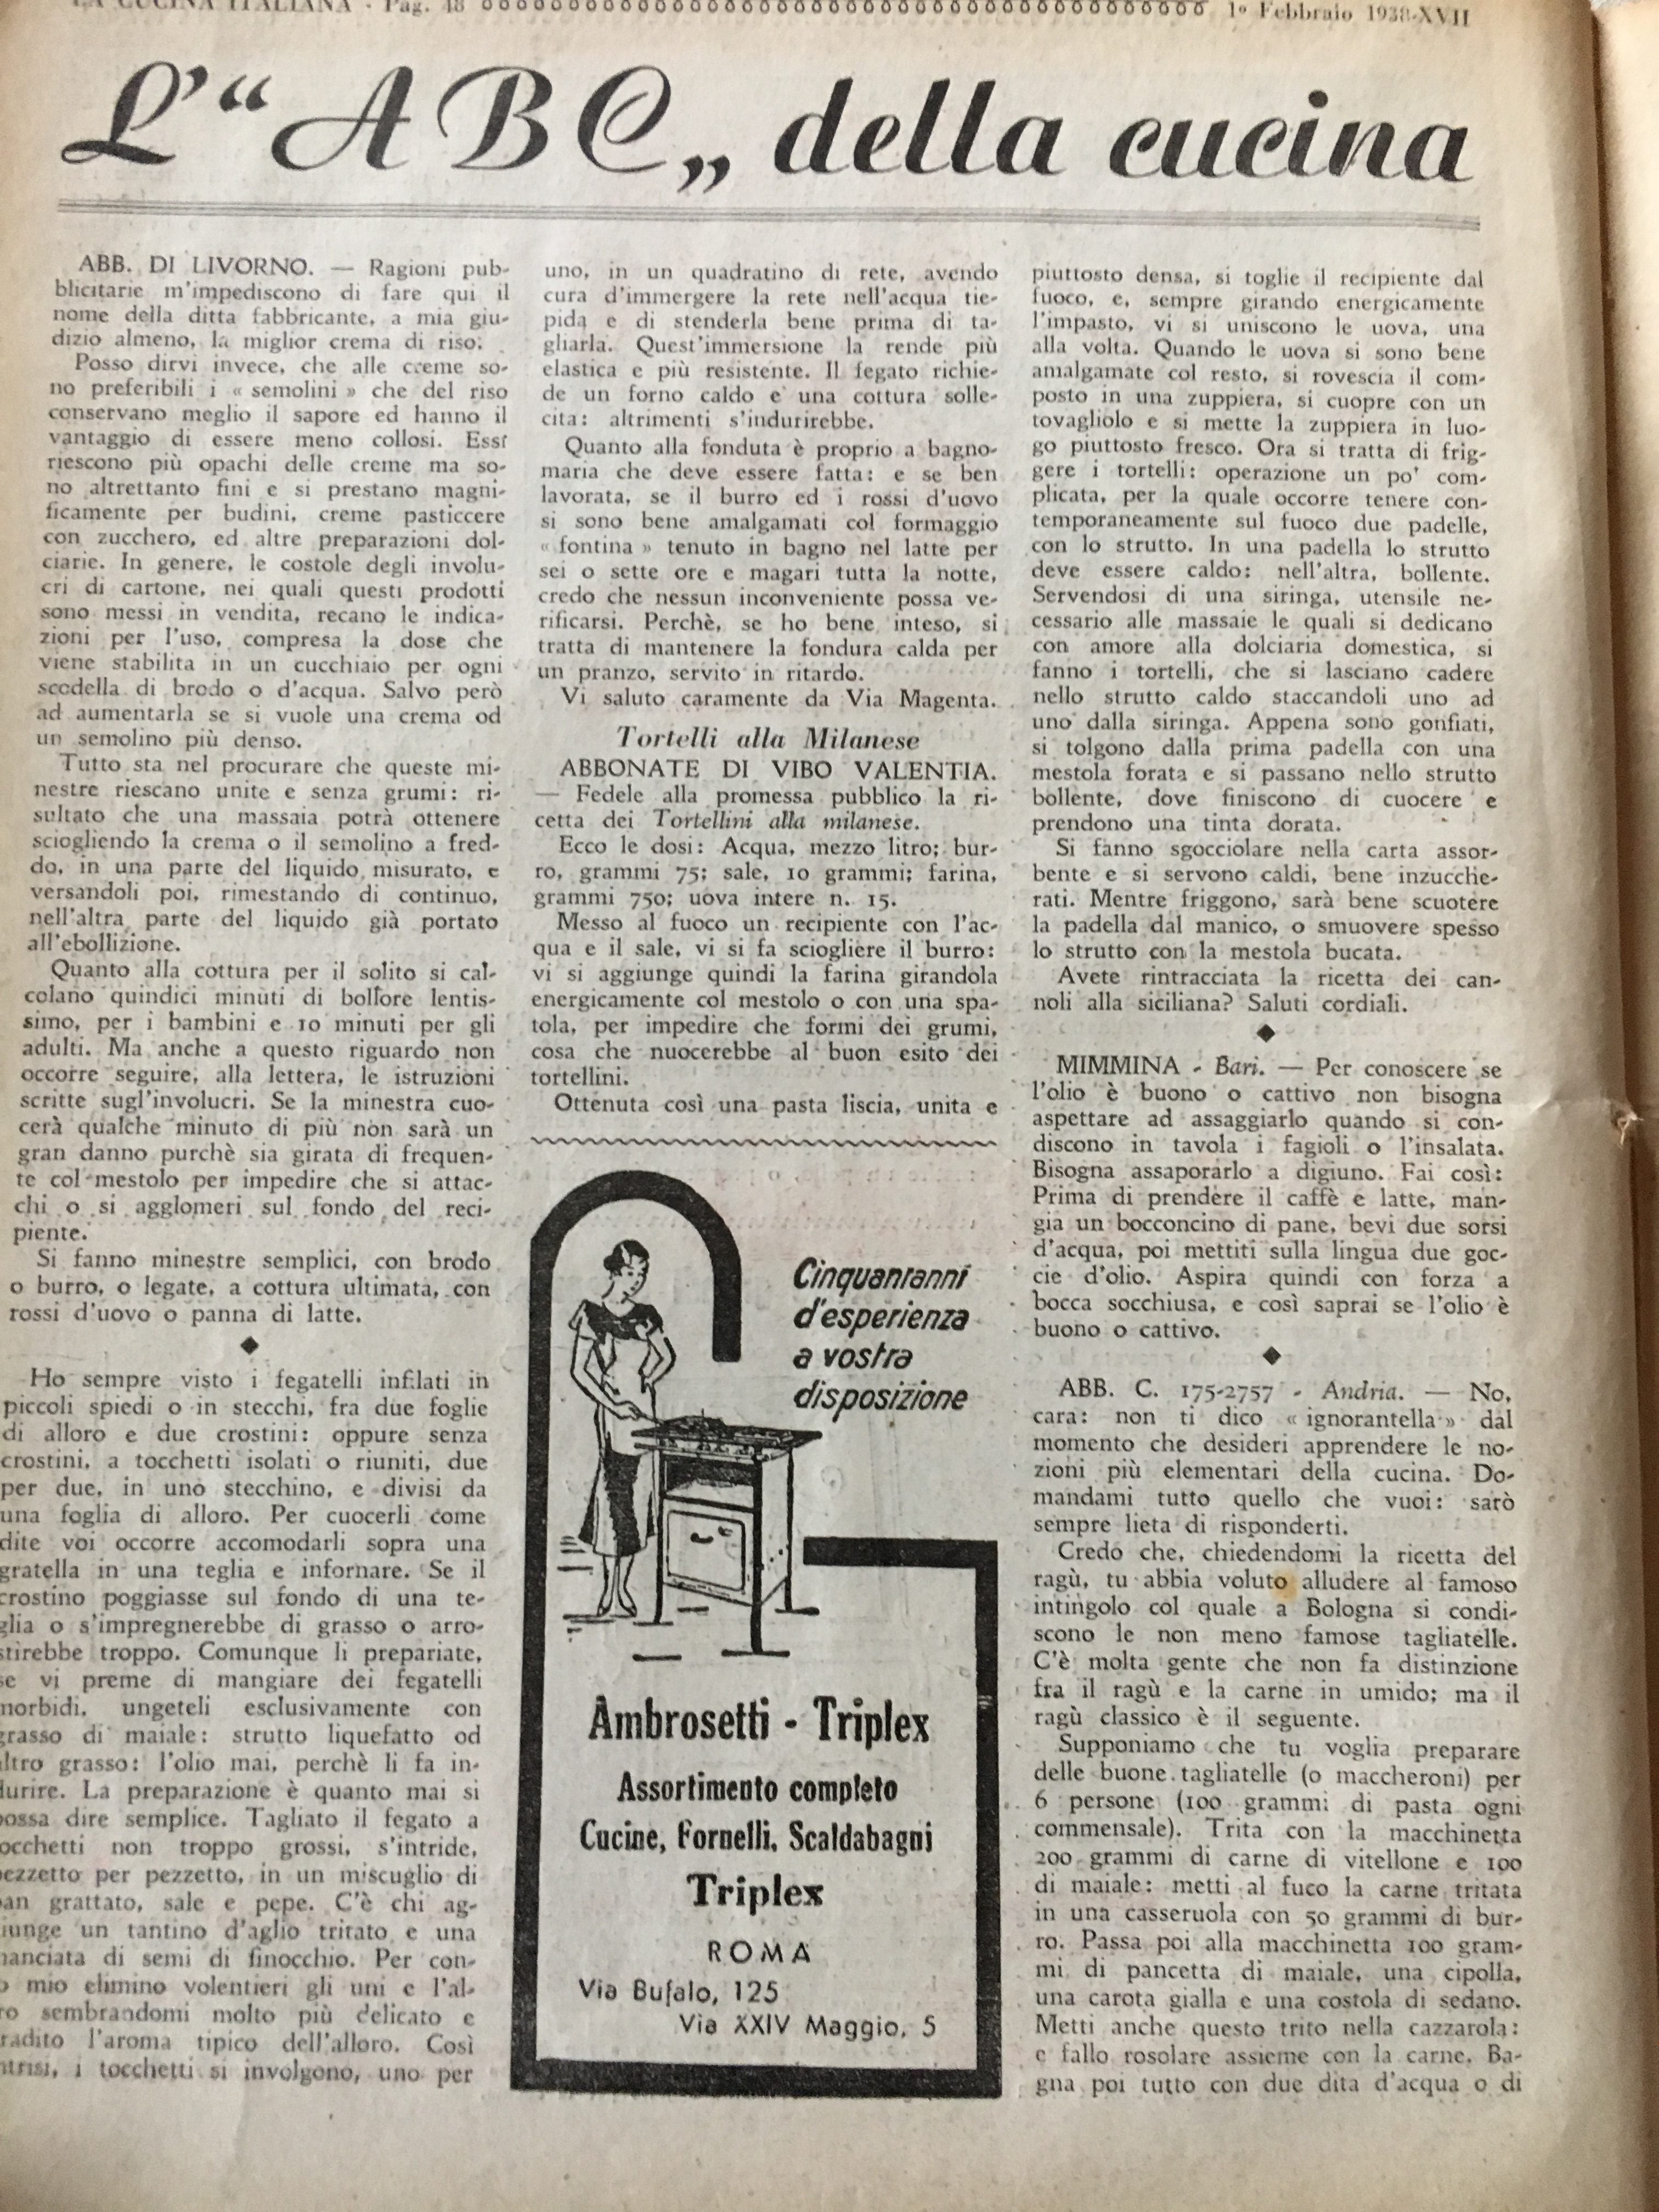 LA CUCINA ITALIANA - Pag. 48
1º Febbraio 1938-XVII
L'“ABC„ della cucina
ABB. DI LIVORNO. — Ragioni pub-
blicitarie m'impediscono di fare qui il
nome della ditta fabbricante, a mia giu-
dizio almeno, la miglior crema di riso.
Posso dirvi invece, che alle creme so-
no preferibili i « semolini » che del riso
conservano meglio il sapore ed hanno il
vantaggio di essere meno collosi. Essi
riescono più opachi delle creme ma so-
no altrettanto fini e si prestano magni-
ficamente per budini, creme pasticcere
con zucchero, ed altre preparazioni dol-
ciarie. In genere, le costole degli involu-
cri di cartone, nei quali questi prodotti
sono messi in vendita, recano le indica-
zioni per l'uso, compresa la dose che
viene stabilita in un cucchiaio per ogni
scodella di brodo o d'acqua. Salvo però
ad aumentarla se si vuole una crema od
un semolino più denso.
Tutto sta nel procurare che queste mi-
nestre riescano unite e senza grumi: ri-
sultato che una massaia potrà ottenere
sciogliendo la crema o il semolino a fred-
do, in una parte del liquido misurato, e
versandoli poi, rimestando di continuo,
nell'altra parte del liquido già portato
all'ebollizione.
Quanto alla cottura per il solito si cal-
colano quindici minuti di bollore lentis-
simo, per i bambini e 10 minuti per gli
adulti. Ma anche a questo riguardo non
occorre seguire, alla lettera, le istruzioni
scritte sugl'involucri. Se la minestra cuo-
cerà qualche minuto di più non sarà un
gran danno purchè sia girata di frequen-
te col mestolo per impedire che si attac-
chi o si agglomeri sul fondo del reci-
piente.
Si fanno minestre semplici, con brodo
o burro, o legate, a cottura ultimata, con
rossi d'uovo o panna di latte.
◆
Ho sempre visto i fegatelli infilati in
piccoli spiedi o in stecchi, fra due foglie
di alloro e due crostini: oppure senza
crostini, a tocchetti isolati o riuniti, due
per due, in uno stecchino, e divisi da
una foglia di alloro. Per cuocerli come
dite voi occorre accomodarli sopra una
gratella in una teglia e infornare. Se il
crostino poggiasse sul fondo di una te-
glia o s'impregnerebbe di grasso o arro-
stirebbe troppo. Comunque li prepariate,
se vi preme di mangiare dei fegatelli
morbidi, ungeteli esclusivamente con
grasso di maiale: strutto liquefatto od
altro grasso: l'olio mai, perchè li fa in-
durire. La preparazione è quanto mai si
possa dire semplice. Tagliato il fegato a
tocchetti non troppo grossi, s'intride,
pezzetto per pezzetto, in un miscuglio di
pan grattato, sale e pepe. C'è chi ag-
giunge un tantino d'aglio tritato e una
manciata di semi di finocchio. Per con-
o mio elimino volentieri gli uni e l'al-
ro sembrandomi molto più delicato e
radito l'aroma tipico dell'alloro. Così
ntrisi, i tocchetti si involgono, uno per
uno, in un quadratino di rete, avendo
cura d'immergere la rete nell'acqua tie-
pida e di stenderla bene prima di ta-
gliarla. Quest'immersione la rende più
elastica e più resistente. Il fegato richie-
de un forno caldo e una cottura solle-
cita: altrimenti s'indurirebbe.
Quanto alla fonduta è proprio a bagno-
maria che deve essere fatta: e se ben
lavorata, se il burro ed i rossi d'uovo
si sono bene amalgamati col formaggio
« fontina » tenuto in bagno nel latte per
sei o sette ore e magari tutta la notte,
credo che nessun inconveniente possa ve-
rificarsi. Perchè, se ho bene inteso, si
tratta di mantenere la fondura calda per
un pranzo, servito in ritardo.
Vi saluto caramente da Via Magenta.
Tortelli alla Milanese
ABBONATE DI VIBO VALENTIA.
— Fedele alla promessa pubblico la ri-
cetta dei Tortellini alla milanese.
Ecco le dosi: Acqua, mezzo litro; bur-
ro, grammi 75; sale, 10 grammi; farina,
grammi 750; uova intere n. 15.
Messo al fuoco un recipiente con l'ac-
qua e il sale, vi si fa sciogliere il burro:
vi si aggiunge quindi la farina girandola
energicamente col mestolo o con una spa-
tola, per impedire che formi dei grumi,
cosa che nuocerebbe al buon esito dei
tortellini.
Ottenuta così una pasta liscia, unita e
Cinquantanni
d'esperienza
a vostra
disposizione
Ambrosetti - Triplex
Assortimento completo
Cucine, Fornelli, Scaldabagni
Triplex
ROMA
Via Bufalo, 125
Via XXIV Maggio, 5
piuttosto densa, si toglie il recipiente dal
fuoco, e, sempre girando energicamente
l'impasto, vi si uniscono le uova, una
alla volta. Quando le uova si sono bene
amalgamate col resto, si rovescia il com-
posto in una zuppiera, si cuopre con un
tovagliolo e si mette la zuppiera in luo-
go piuttosto fresco. Ora si tratta di frig-
gere i tortelli: operazione un po' com-
plicata, per la quale occorre tenere con-
temporaneamente sul fuoco due padelle,
con lo strutto. In una padella lo strutto
deve essere caldo: nell'altra, bollente.
Servendosi di una siringa, utensile ne-
cessario alle massaie le quali si dedicano
con amore alla dolciaria domestica, si
fanno i tortelli, che si lasciano cadere
nello strutto caldo staccandoli uno ad
uno dalla siringa. Appena sono gonfiati,
si tolgono dalla prima padella con una
mestola forata e si passano nello strutto
bollente, dove finiscono di cuocere e
prendono una tinta dorata.
Si fanno sgocciolare nella carta assor-
bente e si servono caldi, bene inzucche-
rati. Mentre friggono, sarà bene scuotere
la padella dal manico, o smuovere spesso
lo strutto con la mestola bucata.
Avete rintracciata la ricetta dei can-
noli alla siciliana? Saluti cordiali.
◆
MIMMINA - Bari. — Per conoscere se
l'olio è buono o cattivo non bisogna
aspettare ad assaggiarlo quando si con-
discono in tavola i fagioli o l'insalata.
Bisogna assaporarlo a digiuno. Fai così:
Prima di prendere il caffè e latte, man-
gia un bocconcino di pane, bevi due sorsi
d'acqua, poi mettiti sulla lingua due goc-
cie d'olio. Aspira quindi con forza a
bocca socchiusa, e così saprai se l'olio è
buono o cattivo.
◆
ABB. C. 175-2757 - Andria. — No,
cara: non ti dico « ignorantella » dal
momento che desideri apprendere le no-
zioni più elementari della cucina. Do-
mandami tutto quello che vuoi: sarò
sempre lieta di risponderti.
Credo che, chiedendomi la ricetta del
ragù, tu abbia voluto alludere al famoso
intingolo col quale a Bologna si condi-
scono le non meno famose tagliatelle.
C'è molta gente che non fa distinzione
fra il ragù e la carne in umido; ma il
ragù classico è il seguente.
Supponiamo che tu voglia preparare
delle buone tagliatelle (o maccheroni) per
6 persone (100 grammi di pasta ogni
commensale). Trita con la macchinetta
200 grammi di carne di vitellone e 100
di maiale: metti al fuco la carne tritata
in una casseruola con 50 grammi di bur-
ro. Passa poi alla macchinetta 100 gram-
mi di pancetta di maiale, una cipolla,
una carota gialla e una costola di sedano.
Metti anche questo trito nella cazzarola:
e fallo rosolare assieme con la carne. Ba-
gna poi tutto con due dita d'acqua o di